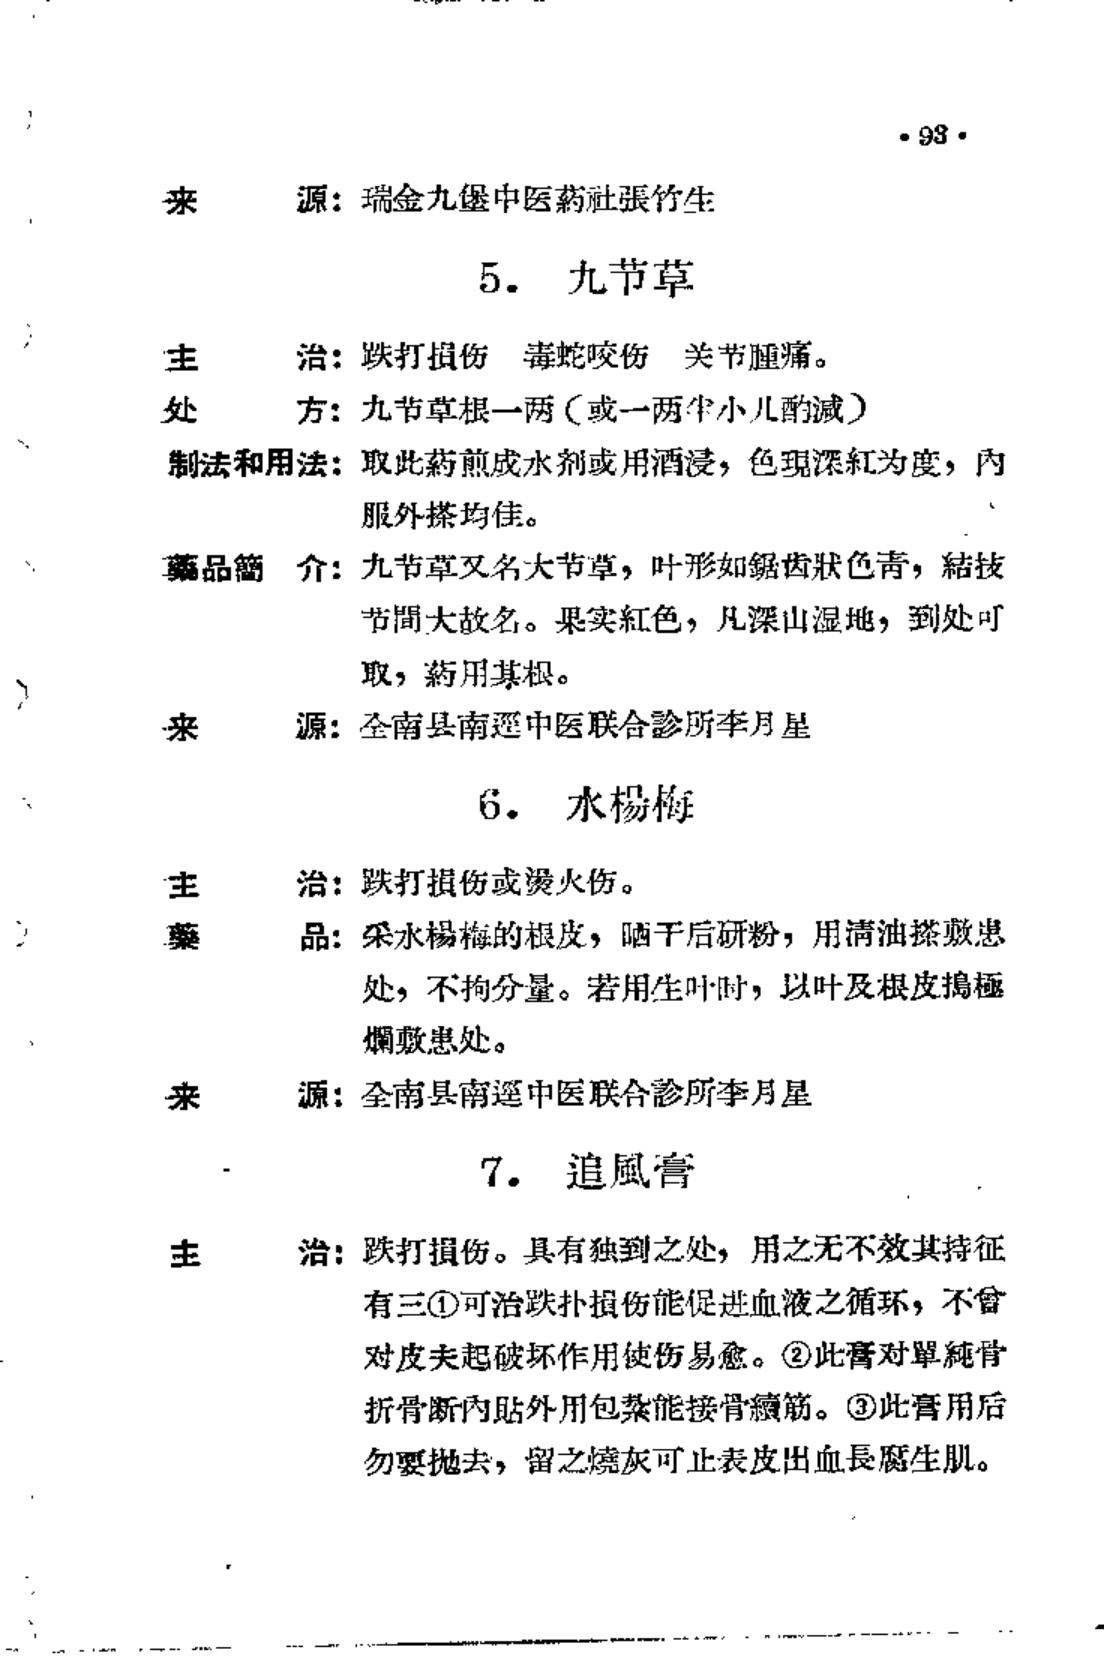 • 93 •
来源：瑞金九堡中医葯社張竹生
5. 九节草
主治：跌打損伤 毒蛇咬伤 关节腫痛。
处方：九节草根一两（或一两半小儿酌減）
制法和用法：取此葯煎成水剂或用酒浸，色現深紅为度，內
服外搽均佳。
藥品簡介：九节草又名大节草，叶形如鋸齿狀色青，結技
节間大故名。果实紅色，凡深山湿地，到处可
取，葯用其根。
来源：全南县南逕中医联合診所李月星
6. 水楊梅
主治：跌打損伤或燙火伤。
藥品：采水楊梅的根皮，晒干后研粉，用清油搽敷患
处，不拘分量。若用生叶时，以叶及根皮搗極
爛敷患处。
来源：全南县南逕中医联合診所李月星
7. 追風膏
主治：跌打損伤。具有独到之处，用之无不效其持征
有三①可治跌扑損伤能促进血液之循环，不曾
对皮夫起破坏作用使伤易愈。②此膏对單純骨
折骨断內貼外用包紮能接骨續筋。③此膏用后
勿要抛去，留之燒灰可止表皮出血長腐生肌。